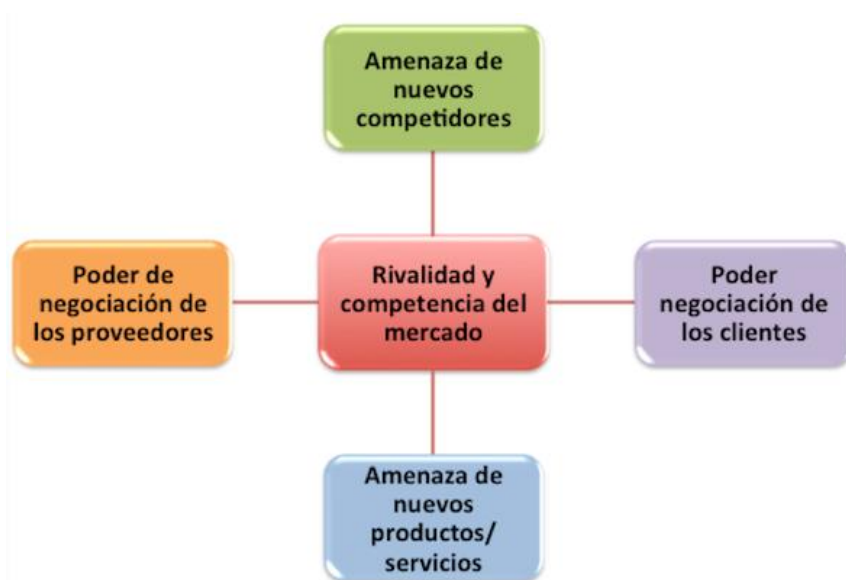 Amenaza de
nuevos
competidores
Poder de
negociación de
los proveedores
Rivalidad y
competencia del
mercado
Poder
negociación de
los clientes
Amenaza de
nuevos
productos/
servicios